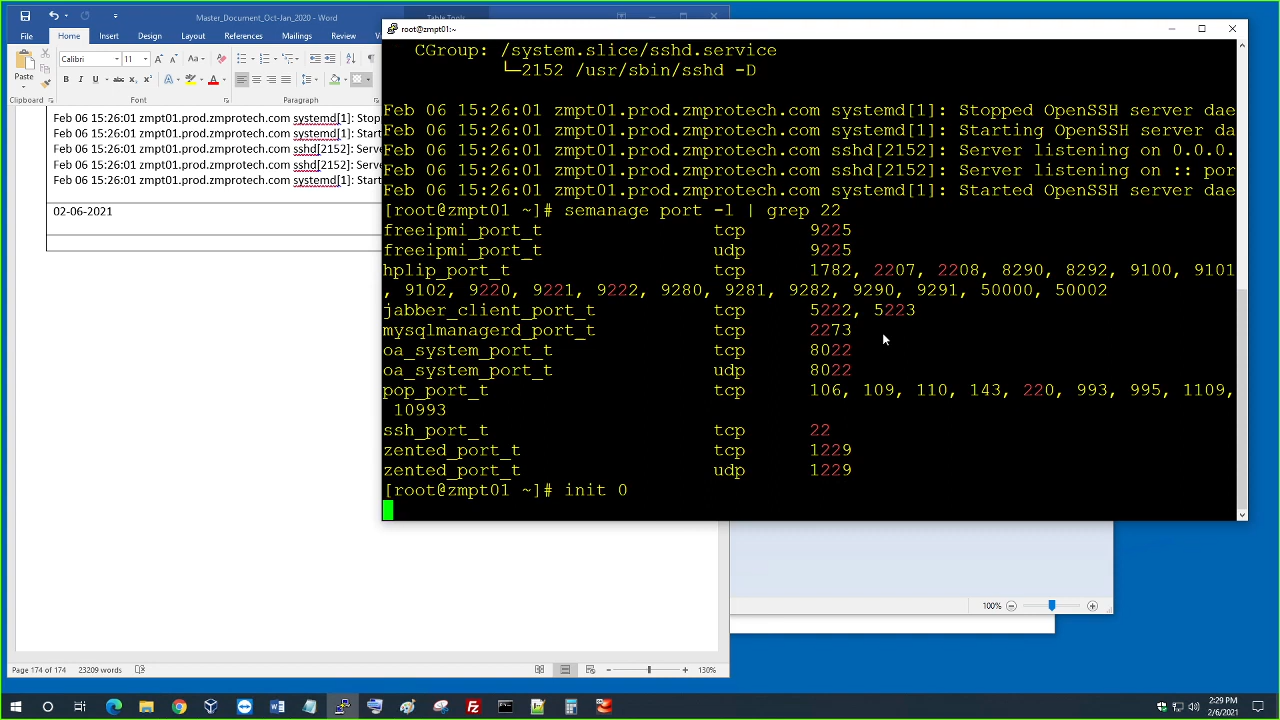 Master_Document_Oct-Jan_2020 - Word
Table Tools
File Home Insert Design Layout References Mailings Review
Paste
Calibri 11
Clipboard Font Paragraph
Feb 06 15:26:01 zmpt01.prod.zmprotech.com systemd[1]: Stop
Feb 06 15:26:01 zmpt01.prod.zmprotech.com systemd[1]: Start
Feb 06 15:26:01 zmpt01.prod.zmprotech.com sshd[2152]: Serve
Feb 06 15:26:01 zmpt01.prod.zmprotech.com sshd[2152]: Serve
Feb 06 15:26:01 zmpt01.prod.zmprotech.com systemd[1]: Start
02-06-2021
Page 174 of 174 23209 words
130%
root@zmpt01:~
CGroup: /system.slice/sshd.service
└─2152 /usr/sbin/sshd -D
Feb 06 15:26:01 zmpt01.prod.zmprotech.com systemd[1]: Stopped OpenSSH server dae
Feb 06 15:26:01 zmpt01.prod.zmprotech.com systemd[1]: Starting OpenSSH server da
Feb 06 15:26:01 zmpt01.prod.zmprotech.com sshd[2152]: Server listening on 0.0.0.
Feb 06 15:26:01 zmpt01.prod.zmprotech.com sshd[2152]: Server listening on :: por
Feb 06 15:26:01 zmpt01.prod.zmprotech.com systemd[1]: Started OpenSSH server dae
[root@zmpt01 ~]# semanage port -l | grep 22
freeipmi_port_t tcp 9225
freeipmi_port_t udp 9225
hplip_port_t tcp 1782, 2207, 2208, 8290, 8292, 9100, 9101
, 9102, 9220, 9221, 9222, 9280, 9281, 9282, 9290, 9291, 50000, 50002
jabber_client_port_t tcp 5222, 5223
mysqlmanagerd_port_t tcp 2273
oa_system_port_t tcp 8022
oa_system_port_t udp 8022
pop_port_t tcp 106, 109, 110, 143, 220, 993, 995, 1109,
10993
ssh_port_t tcp 22
zented_port_t tcp 1229
zented_port_t udp 1229
[root@zmpt01 ~]# init 0
100%
2:29 PM
2/6/2021